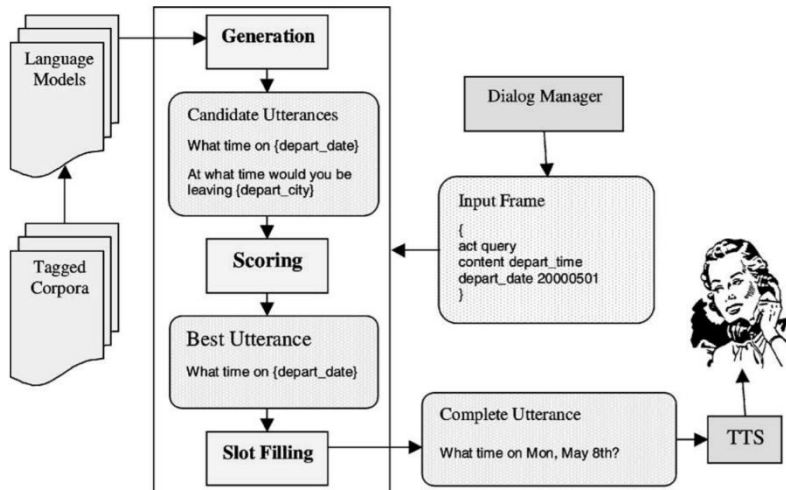 Language
Models
Tagged
Corpora
Generation
Candidate Utterances
What time on {depart_date}
At what time would you be
leaving {depart_city}
Scoring
Best Utterance
What time on {depart_date}
Slot Filling
Dialog Manager
Input Frame
{
act query
content depart_time
depart_date 20000501
}
Complete Utterance
What time on Mon, May 8th?
TTS